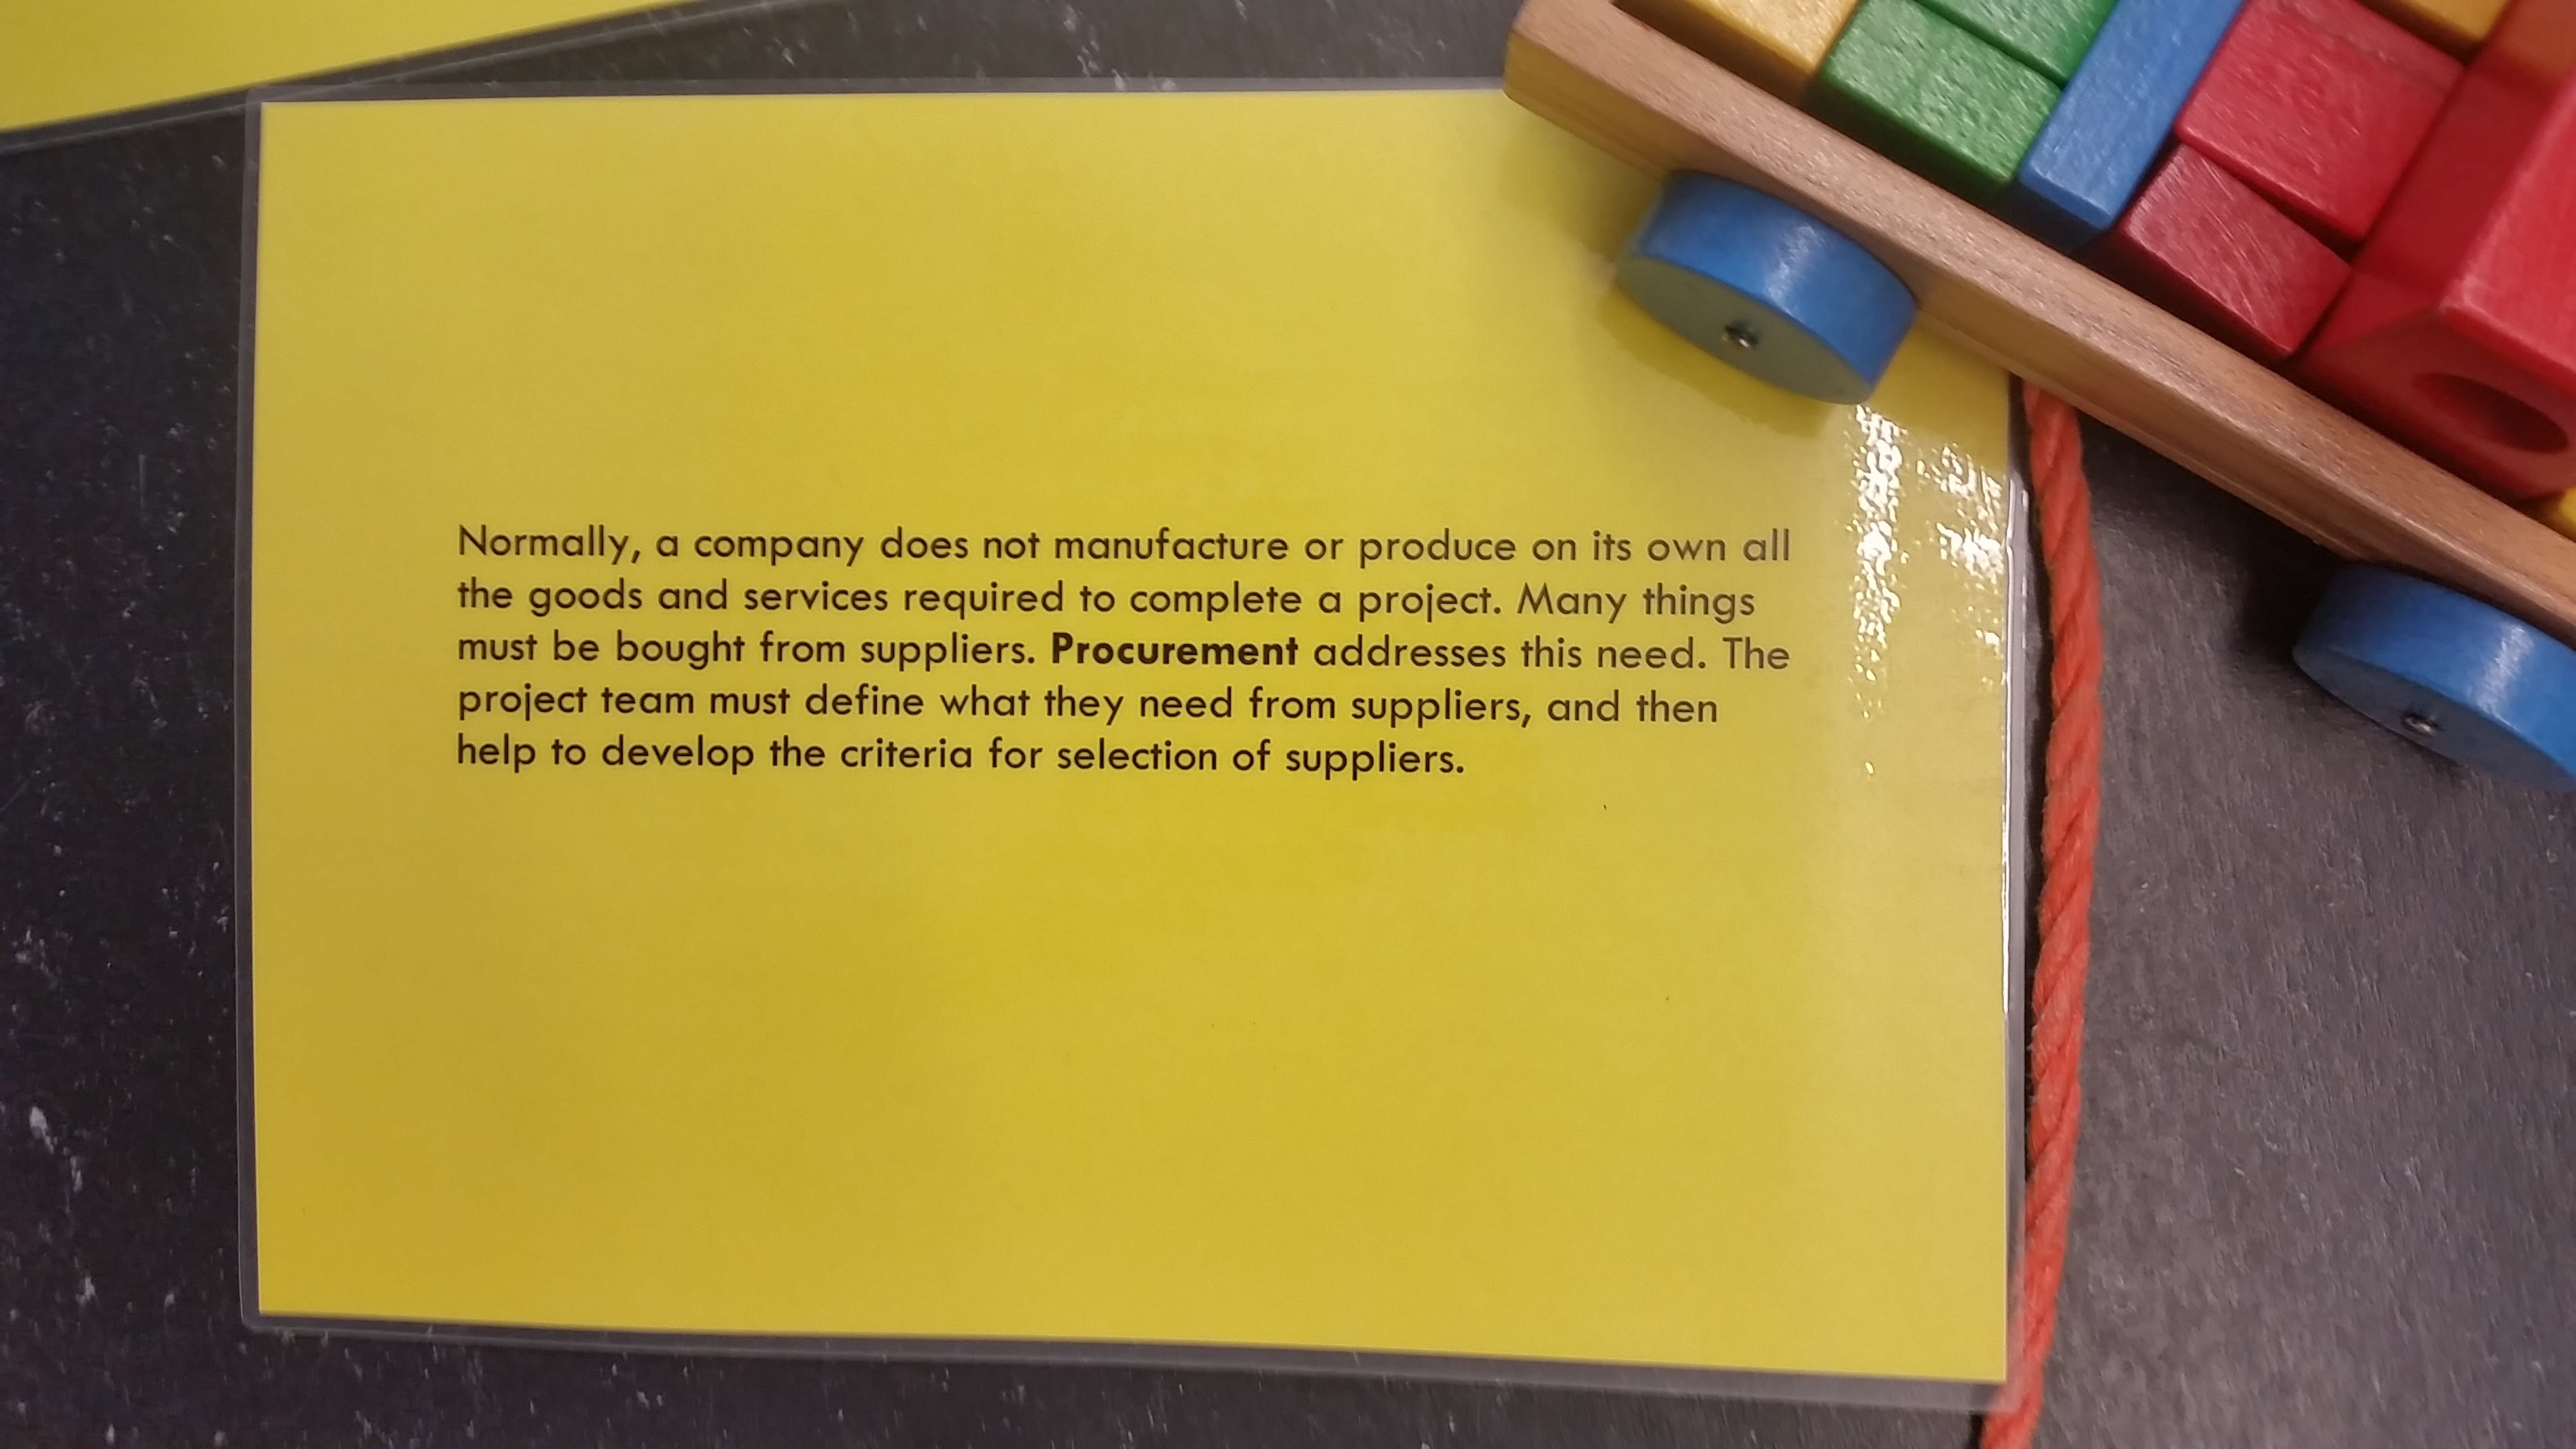 Normally, a company does not manufacture or produce on its own all
the goods and services required to complete a project. Many things
must be bought from suppliers. Procurement addresses this need. The
project team must define what they need from suppliers, and then
help to develop the criteria for selection of suppliers.